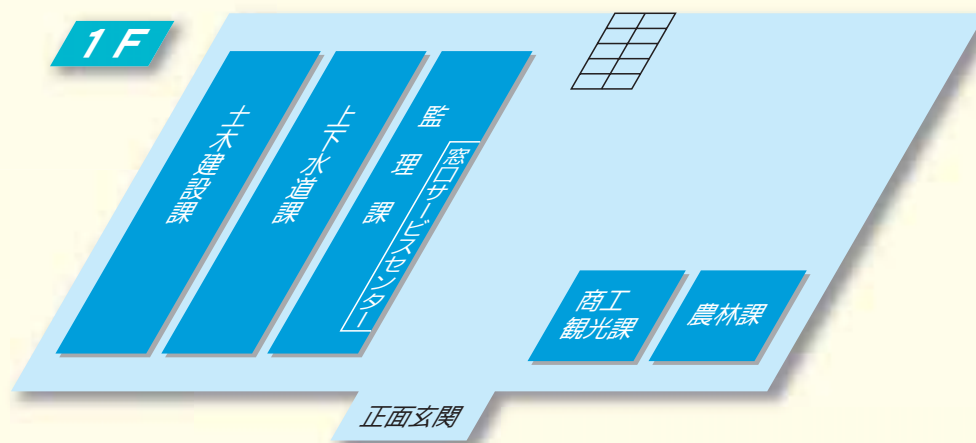 1F
土木建設課
上下水道課
監理課
窓口サービスセンター
商工
観光課
農林課
正面玄関